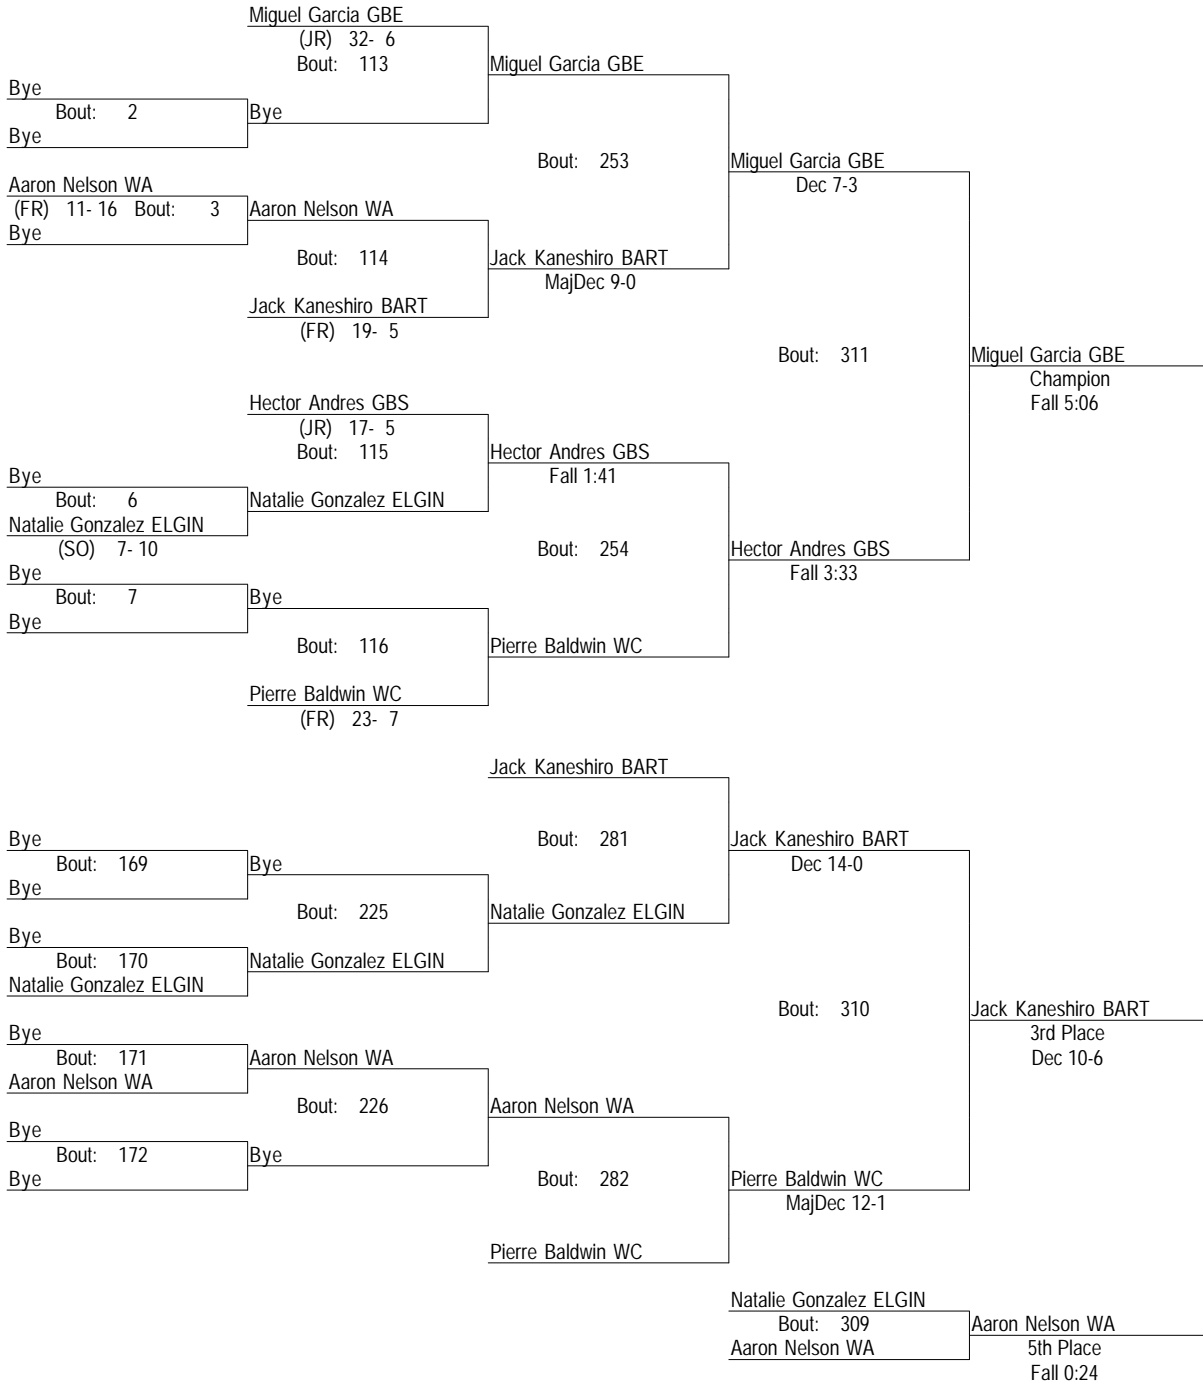 Miguel Garcia GBE
(JR) 32- 6
Bout: 113
Miguel Garcia GBE
Bye
Bout: 2
Bye
Bye
Bout: 253
Miguel Garcia GBE
Dec 7-3
Aaron Nelson WA
(FR) 11- 16 Bout: 3
Aaron Nelson WA
Bye
Bout: 114
Jack Kaneshiro BART
MajDec 9-0
Jack Kaneshiro BART
(FR) 19- 5
Bout: 311
Miguel Garcia GBE
Champion
Fall 5:06
Hector Andres GBS
(JR) 17- 5
Bout: 115
Hector Andres GBS
Fall 1:41
Bye
Bout: 6
Natalie Gonzalez ELGIN
Natalie Gonzalez ELGIN
(SO) 7- 10
Bout: 254
Hector Andres GBS
Fall 3:33
Bye
Bout: 7
Bye
Bye
Bout: 116
Pierre Baldwin WC
Pierre Baldwin WC
(FR) 23- 7
Jack Kaneshiro BART
Bye
Bout: 281
Jack Kaneshiro BART
Dec 14-0
Bout: 169
Bye
Bye
Bout: 225
Natalie Gonzalez ELGIN
Bye
Bout: 170
Natalie Gonzalez ELGIN
Natalie Gonzalez ELGIN
Bout: 310
Jack Kaneshiro BART
3rd Place
Dec 10-6
Bye
Bout: 171
Aaron Nelson WA
Aaron Nelson WA
Bout: 226
Aaron Nelson WA
Bye
Bout: 172
Bye
Bye
Bout: 282
Pierre Baldwin WC
MajDec 12-1
Pierre Baldwin WC
Natalie Gonzalez ELGIN
Bout: 309
Aaron Nelson WA
Aaron Nelson WA
5th Place
Fall 0:24